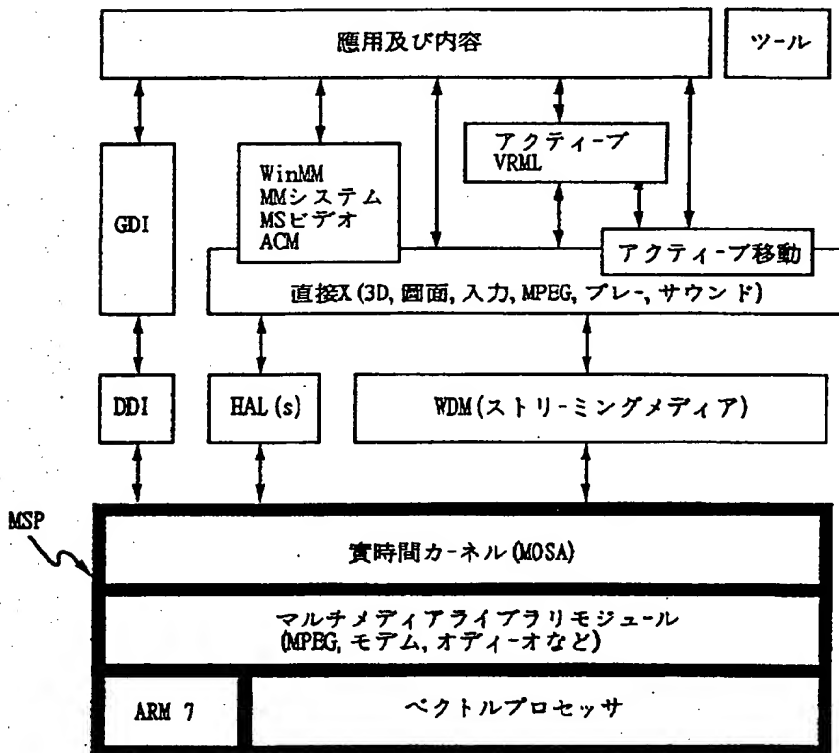 應用及び内容
ツール
アクティーブ
VRML
WinMM
MMシステム
MSビデオ
ACM
GDI
アクティーブ移動
直接X(3D, 圖面, 入力, MPEG, プレー, サウンド)
DDI
HAL(s)
WDM(ストリーミングメディア)
MSP
實時間カーネル(MOSA)
マルチメディアライブラリモジュール
(MPEG, モデム, オディーオなど)
ARM 7
ベクトルプロセッサ